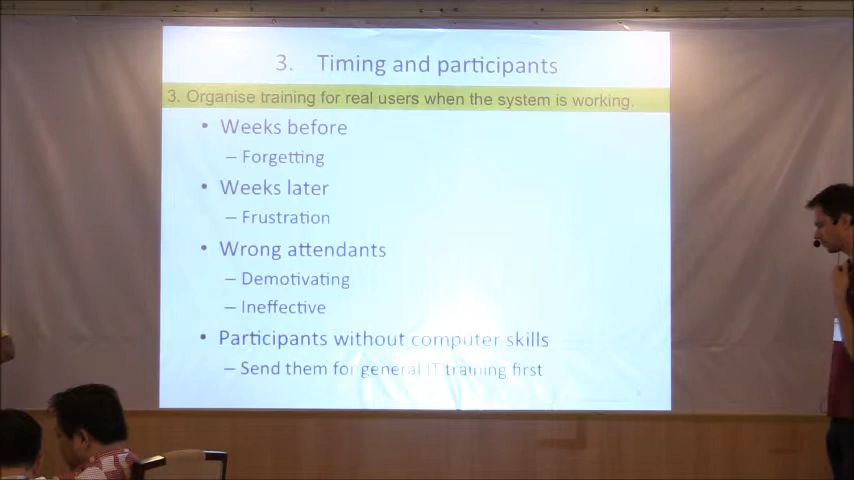 3. Timing and participants
3. Organise training for real users when the system is working.
• Weeks before
– Forgetting
• Weeks later
– Frustration
• Wrong attendants
– Demotivating
– Ineffective
• Participants without computer skills
– Send them for general IT training first